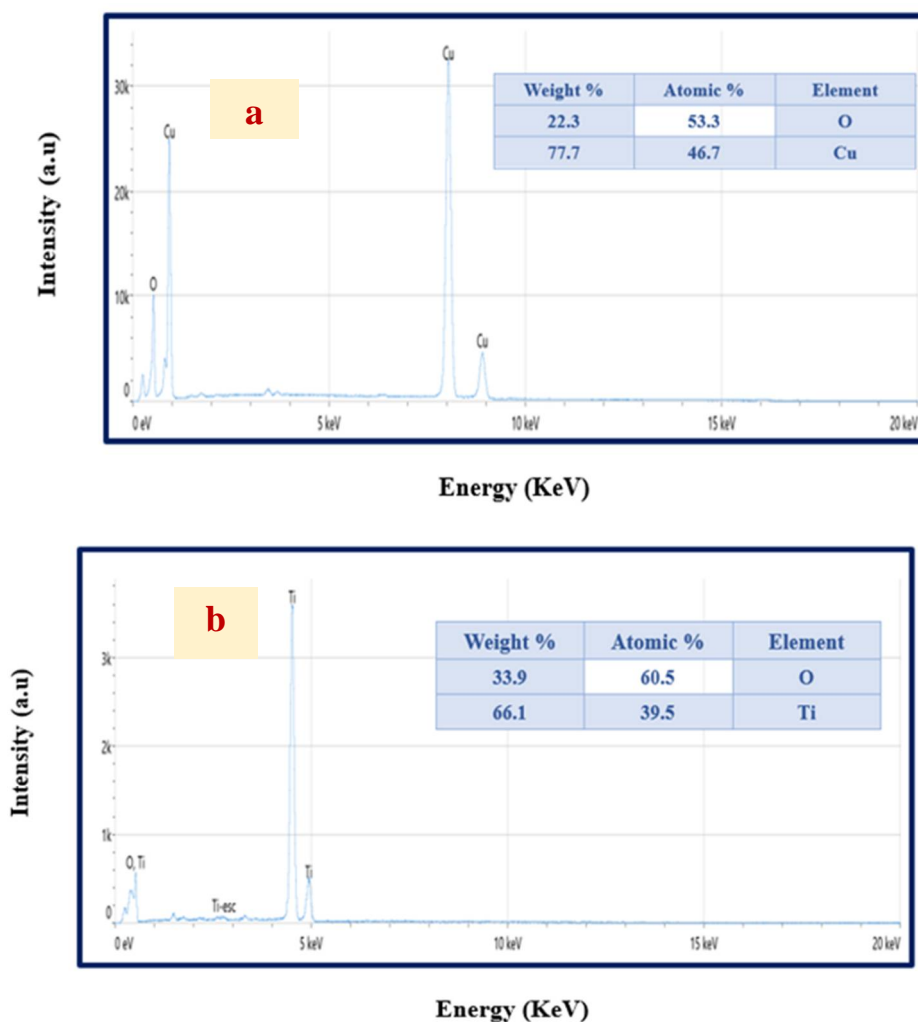 a
Intensity (a.u)
30k
20k
10k
0
Cu
O
Cu
Cu
Weight % Atomic % Element
22.3 53.3 O
77.7 46.7 Cu
0 eV 5 keV 10 keV 15 keV 20 keV
Energy (KeV)
b
Intensity (a.u)
3k
2k
1k
0
Ti
O, Ti
Ti-esc
Ti
Weight % Atomic % Element
33.9 60.5 O
66.1 39.5 Ti
0 eV 5 keV 10 keV 15 keV 20 keV
Energy (KeV)